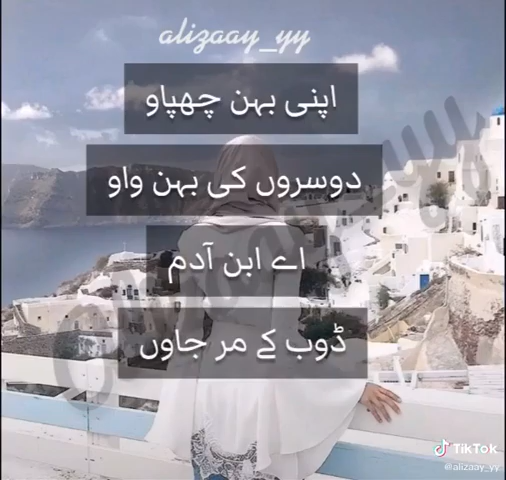 alizaay_yy
اپنی بہن چھپاو
دوسروں کی بہن واو
اے ابن آدم
ڈوب کے مر جاوں
TikTok
@alizaay_yy